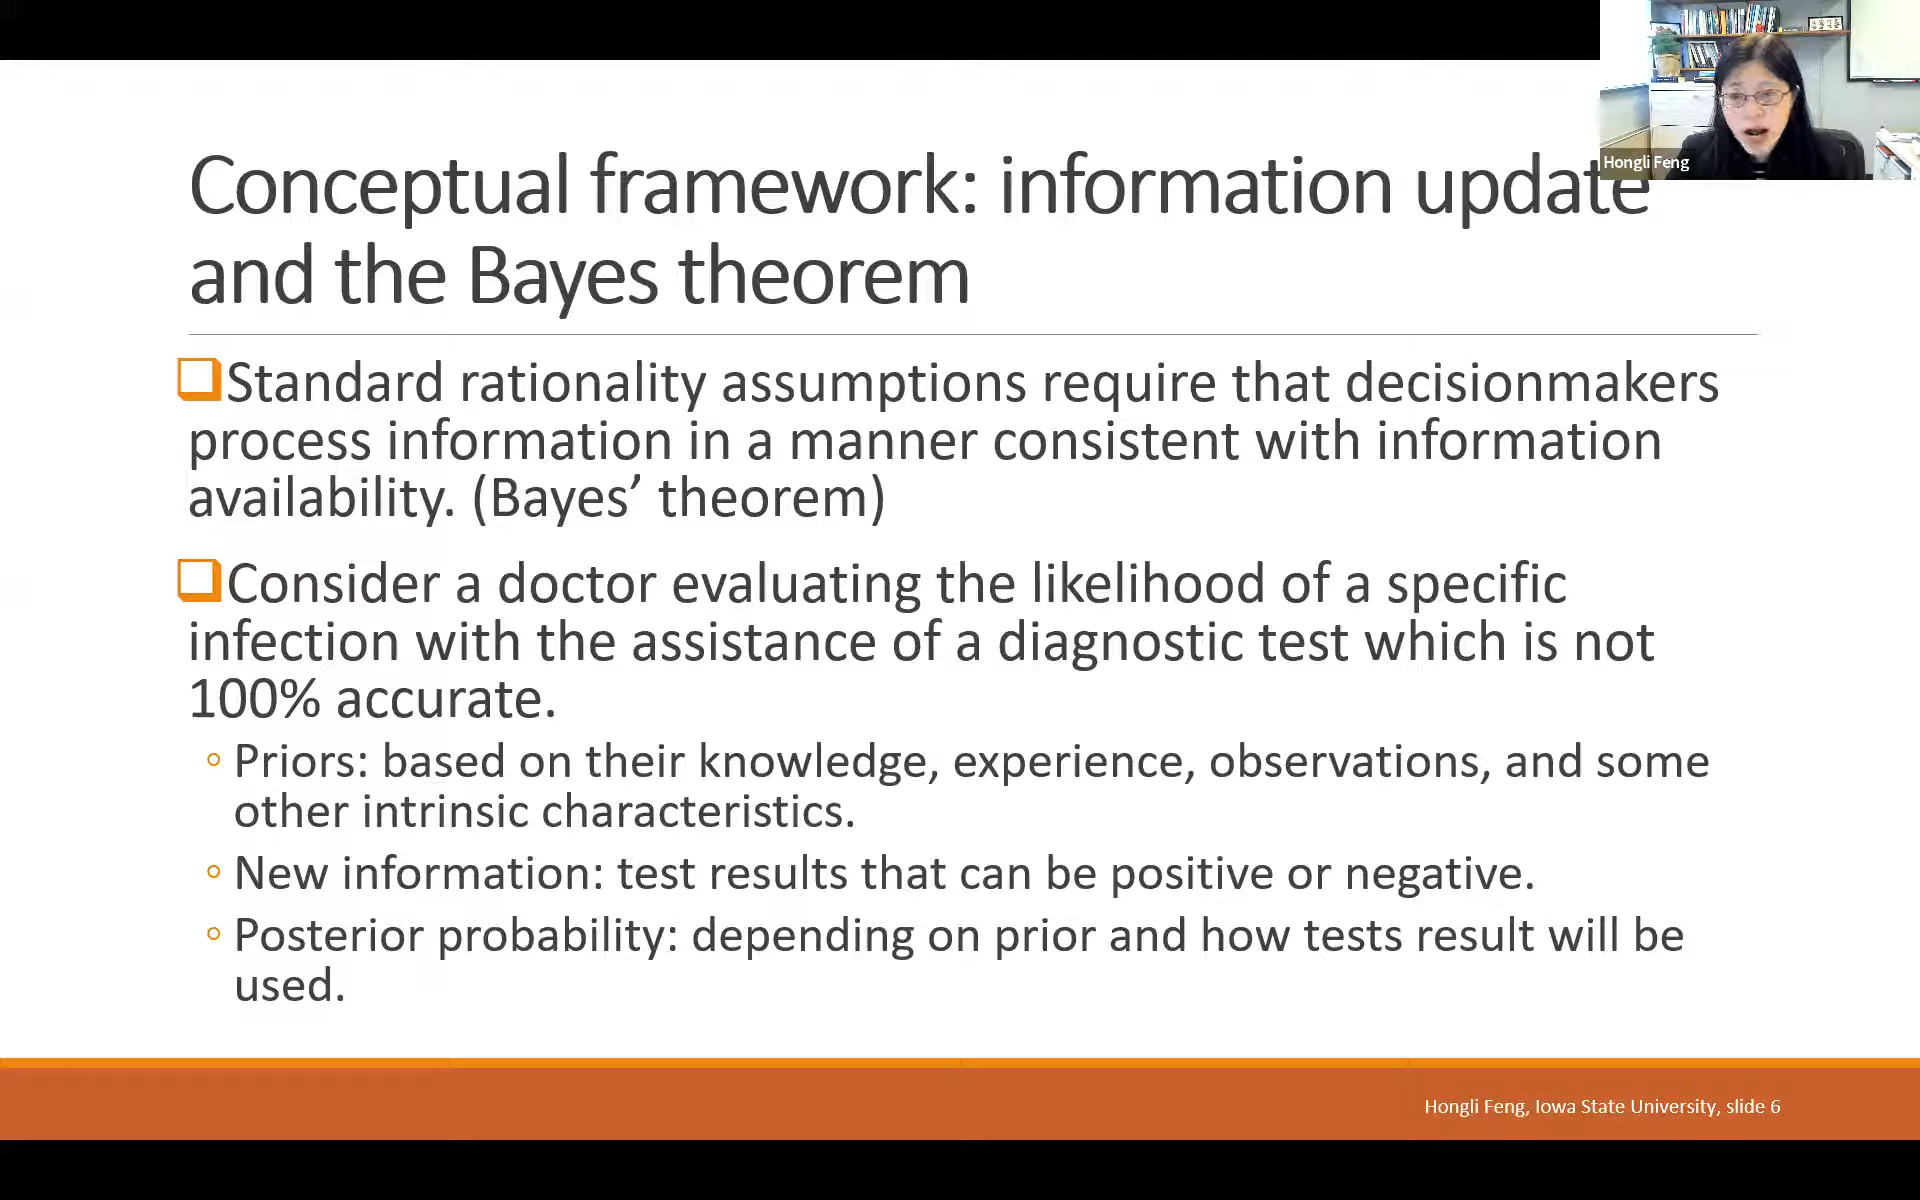 Hongli Feng
Conceptual framework: information update
and the Bayes theorem
Standard rationality assumptions require that decisionmakers
process information in a manner consistent with information
availability. (Bayes’ theorem)
Consider a doctor evaluating the likelihood of a specific
infection with the assistance of a diagnostic test which is not
100% accurate.
Priors: based on their knowledge, experience, observations, and some
other intrinsic characteristics.
New information: test results that can be positive or negative.
Posterior probability: depending on prior and how tests result will be
used.
Hongli Feng, Iowa State University, slide 6